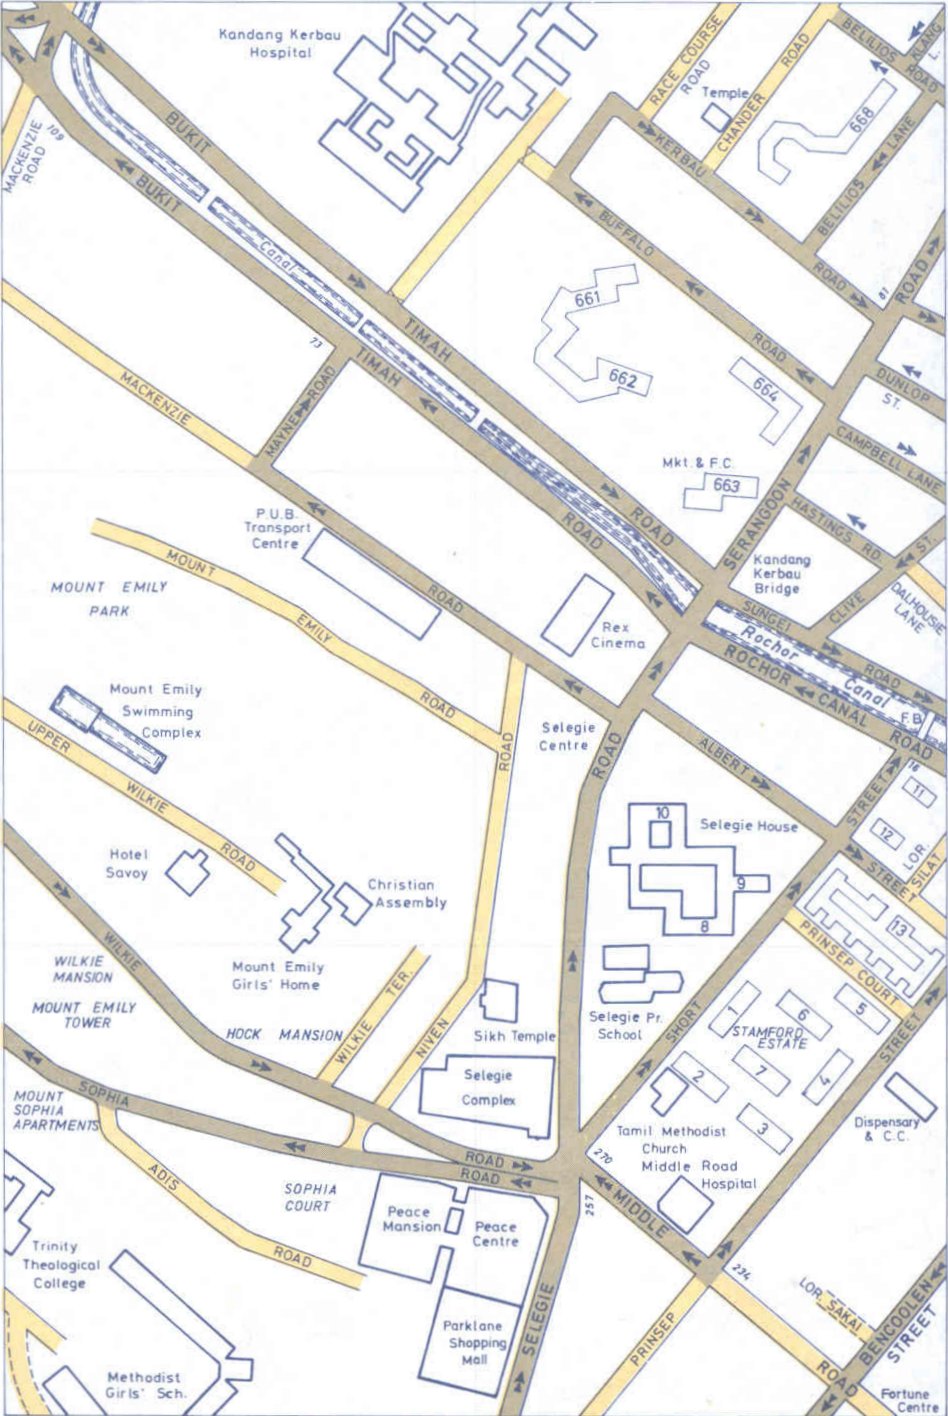 Kandang Kerbau
Hospital
RACE COURSE
ROAD
Temple
CHANDER ROAD
BELILIOS
ROAD
KLANG
L.
668
KERBAU
ROAD
BELILIOS LANE
MACKENZIE
ROAD
109
BUKIT
TIMAH
ROAD
BUKIT
TIMAH
ROAD
Canal
BUFFALO
ROAD
81
ROAD
661
662
664
DUNLOP
ST.
73
MACKENZIE
MAYNE ROAD
CAMPBELL LANE
Mkt. & F.C.
663
SERANGOON
HASTINGS RD
P.U.B.
Transport
Centre
ROAD
Kandang
Kerbau
Bridge
CLIVE
ST.
DALHOUSIE
LANE
MOUNT EMILY
PARK
MOUNT
EMILY
ROAD
Rex
Cinema
SUNGEI
ROAD
Rochor
Canal
ROCHOR
CANAL
ROAD
F.B.
Mount Emily
Swimming
Complex
UPPER
WILKIE
ROAD
Selegie
Centre
ROAD
ROAD
ALBERT
STREET
STREET
16
11
12
LOR.
SILAT
10
Selegie House
9
8
13
Hotel
Savoy
Christian
Assembly
WILKIE
WILKIE
MANSION
MOUNT EMILY
TOWER
Mount Emily
Girls' Home
PRINSEP COURT
HOCK MANSION
WILKIE TER.
NIVEN
Sikh Temple
Selegie Pr.
School
SHORT
1
6
5
STAMFORD
ESTATE
2
7
4
3
STREET
Selegie
Complex
MOUNT
SOPHIA
APARTMENTS
SOPHIA
Tamil Methodist
Church
Middle Road
Hospital
Dispensary
& C.C.
ROAD
ROAD
270
257
ADIS
ROAD
SOPHIA
COURT
Peace
Mansion
Peace
Centre
MIDDLE
ROAD
234
Trinity
Theological
College
LOR. SAKAI
BENCOOLEN
STREET
Parklane
Shopping
Mall
SELEGIE
PRINSEP
Methodist
Girls' Sch.
Fortune
Centre